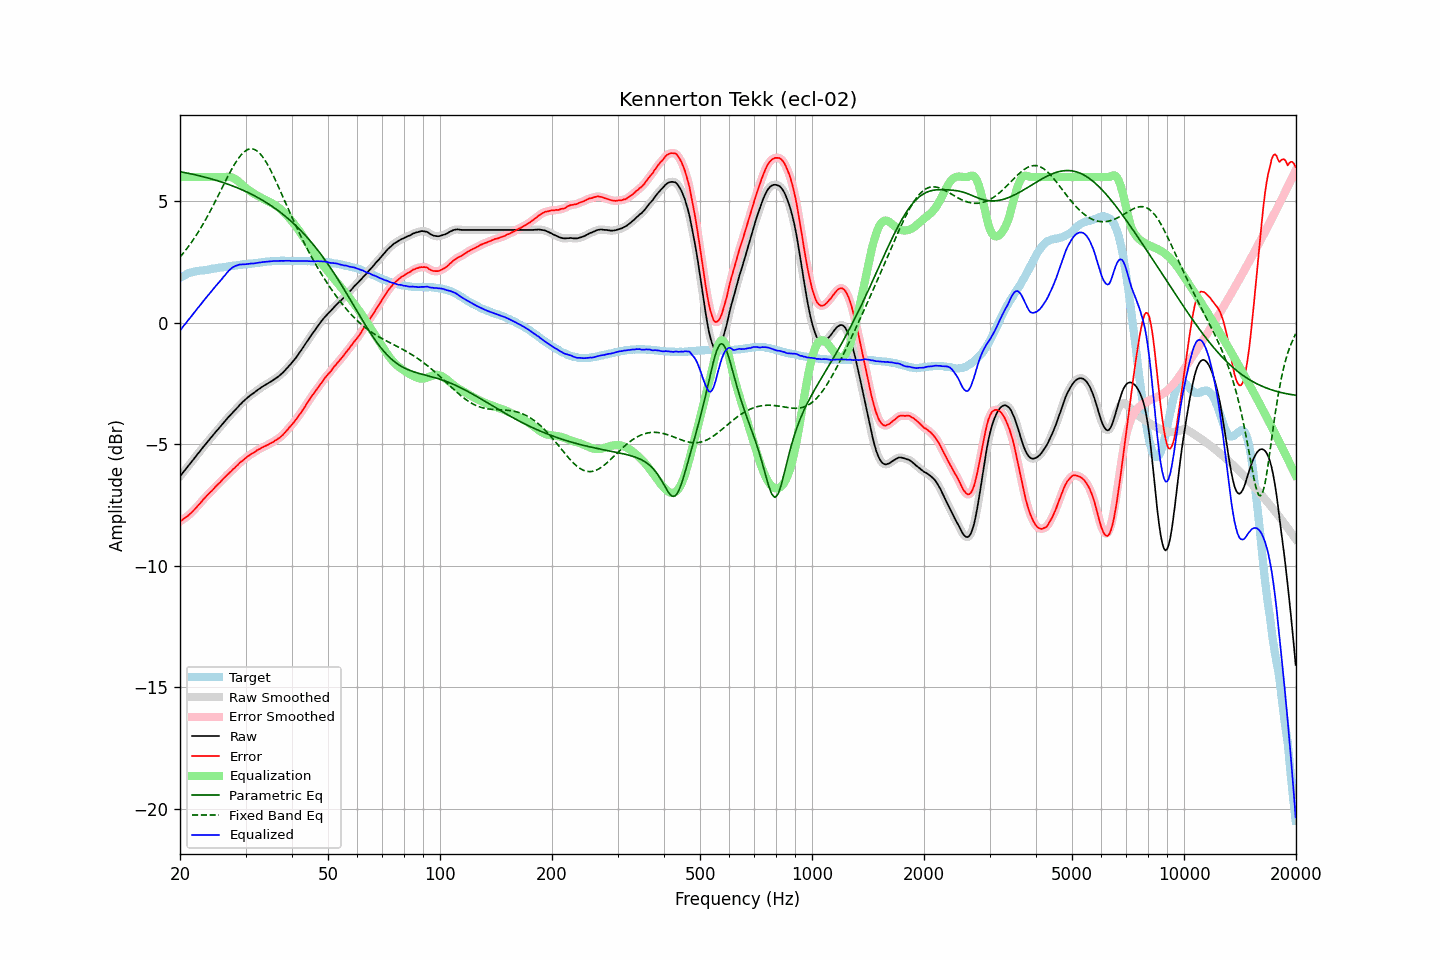 Kennerton Tekk (ecl-02)
Amplitude (dBr)
5
0
−5
−10
−15
−20
Target
Raw Smoothed
Error Smoothed
Raw
Error
Equalization
Parametric Eq
Fixed Band Eq
Equalized
20 50 100 200 500 1000 2000 5000 10000 20000
Frequency (Hz)